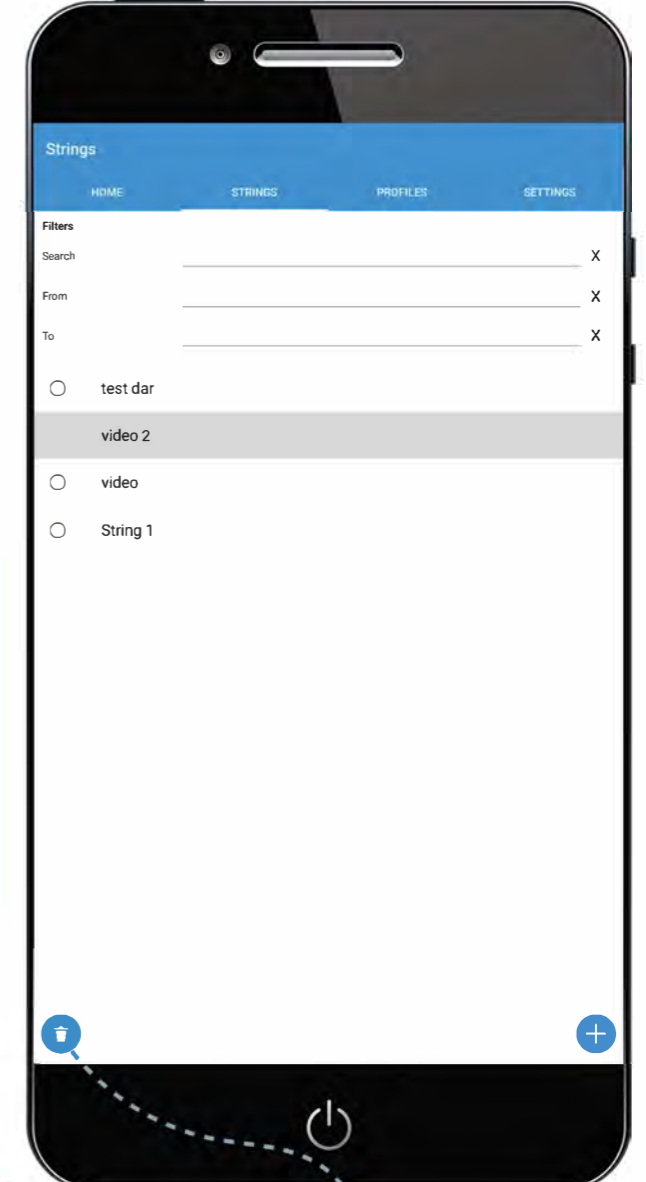 Strings
HOME STRINGS PROFILES SETTINGS
Filters
Search X
From X
To X
test dar
video 2
video
String 1